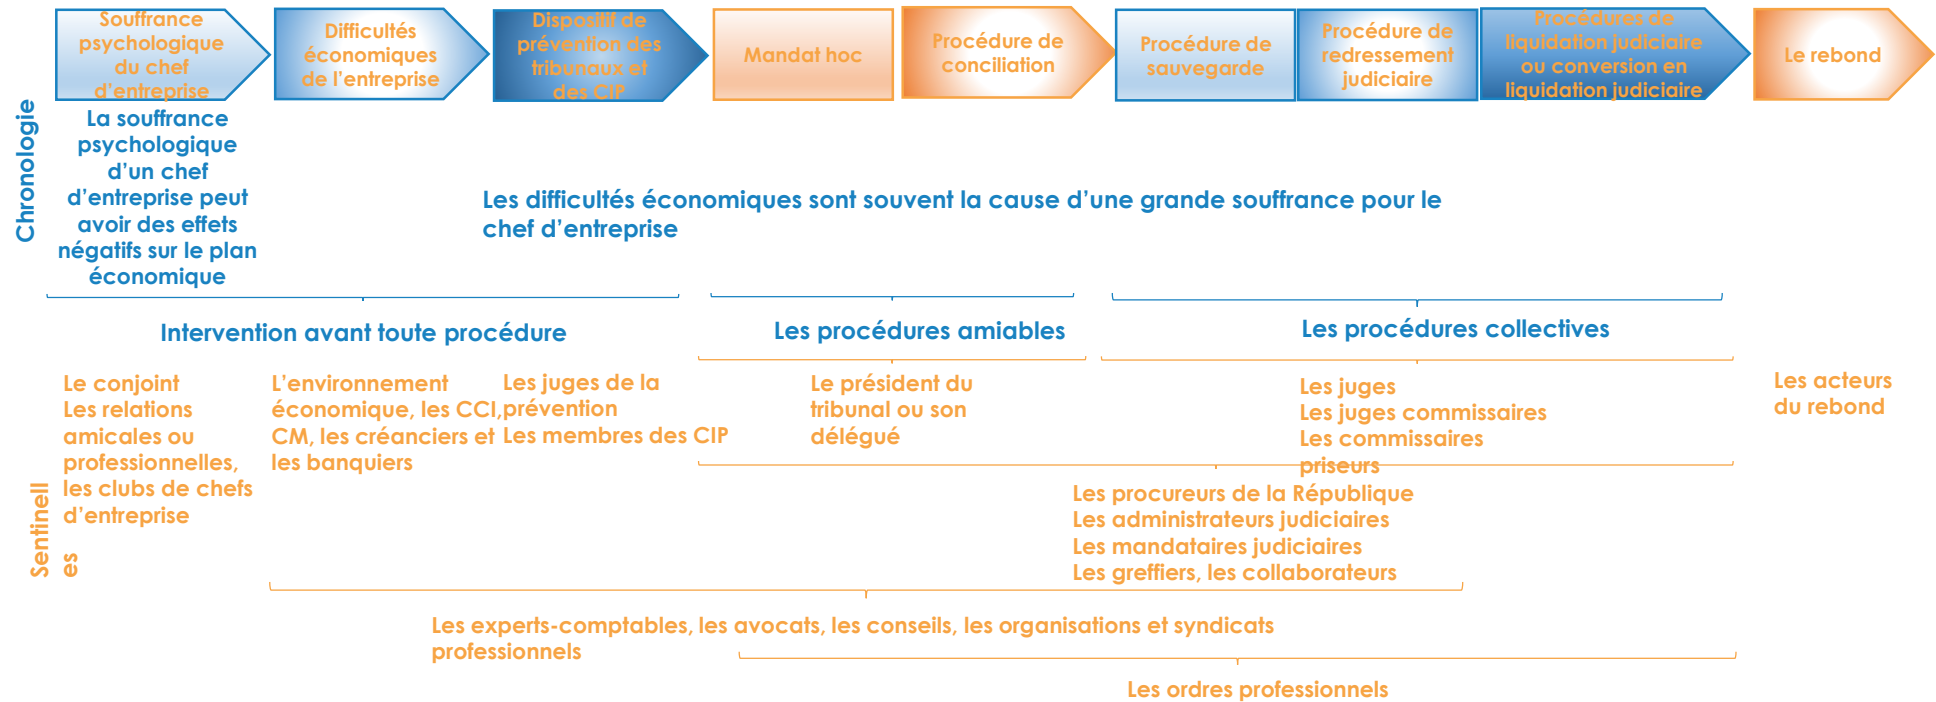 Souffrance
psychologique
du chef
d'entreprise
Difficultés
économiques
de l'entreprise
Dispositif de
prévention des
tribunaux et
des CIP
Mandat hoc
Procédure de
conciliation
Procédure de
sauvegarde
Procédure de
redressement
judiciaire
Procédures de
liquidation judiciaire
ou conversion en
liquidation judiciaire
Le rebond
Chronologie
La souffrance
psychologique
d'un chef
d'entreprise peut
avoir des effets
négatifs sur le plan
économique
Les difficultés économiques sont souvent la cause d'une grande souffrance pour le
chef d'entreprise
Intervention avant toute procédure
Les procédures amiables
Les procédures collectives
Sentinell
es
Le conjoint
Les relations
amicales ou
professionnelles,
les clubs de chefs
d'entreprise
L'environnement
économique, les CCI,
CM, les créanciers et
les banquiers
Les juges de la
prévention
Les membres des CIP
Le président du
tribunal ou son
délégué
Les juges
Les juges commissaires
Les commissaires
priseurs
Les acteurs
du rebond
Les procureurs de la République
Les administrateurs judiciaires
Les mandataires judiciaires
Les greffiers, les collaborateurs
Les experts-comptables, les avocats, les conseils, les organisations et syndicats
professionnels
Les ordres professionnels